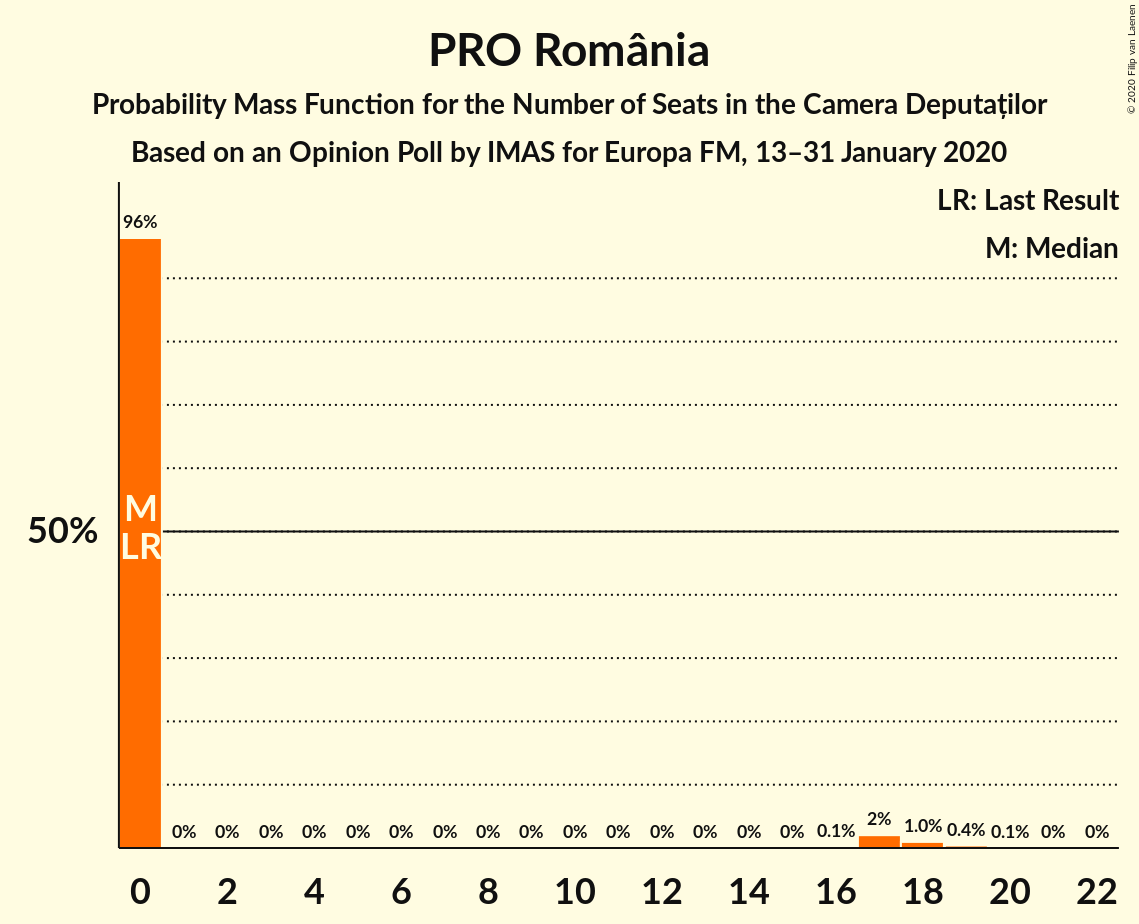 PRO România
Probability Mass Function for the Number of Seats in the Camera Deputaților
Based on an Opinion Poll by IMAS for Europa FM, 13–31 January 2020
© 2020 Filip van Laenen
LR: Last Result
M: Median
96%
M
LR
50%
0% 0% 0% 0% 0% 0% 0% 0% 0% 0% 0% 0% 0% 0% 0% 0.1% 2% 1.0% 0.4% 0.1% 0% 0%
0 2 4 6 8 10 12 14 16 18 20 22